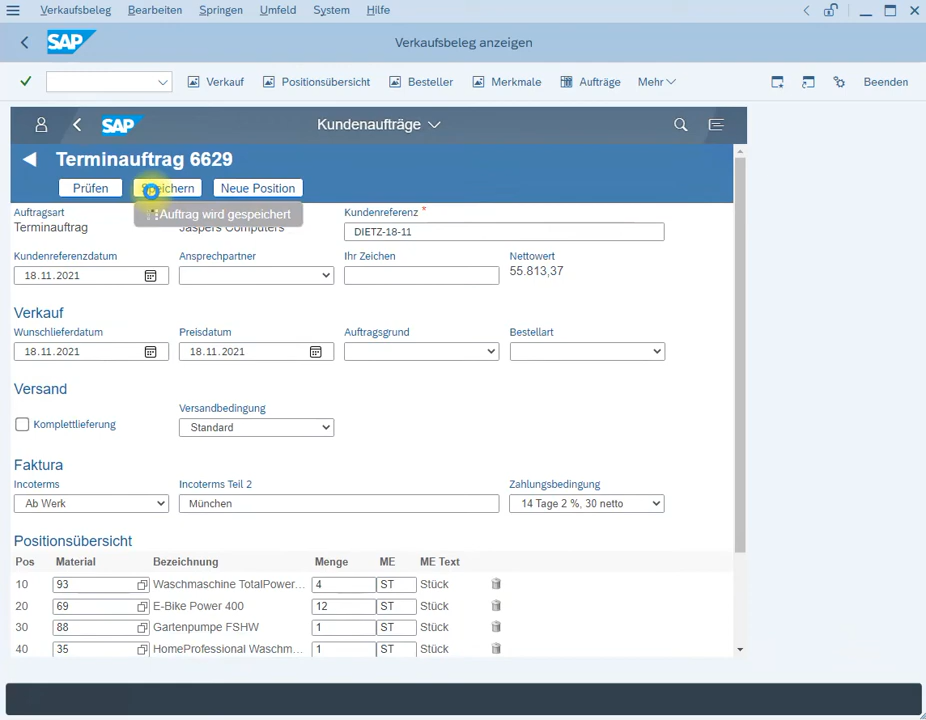 Verkaufsbeleg Bearbeiten Springen Umfeld System Hilfe
SAP Verkaufsbeleg anzeigen
Verkauf Positionsübersicht Besteller Merkmale Aufträge Mehr Beenden
SAP Kundenaufträge
Terminauftrag 6629
Prüfen Speichern Neue Position
Auftrag wird gespeichert
Auftragsart Kundenreferenz *
Terminauftrag Jaspers Computers DIETZ-18-11
Kundenreferenzdatum Ansprechpartner Ihr Zeichen Nettowert
18.11.2021 55.813,37
Verkauf
Wunschlieferdatum Preisdatum Auftragsgrund Bestellart
18.11.2021 18.11.2021
Versand
Versandbedingung
Komplettlieferung Standard
Faktura
Incoterms Incoterms Teil 2 Zahlungsbedingung
Ab Werk München 14 Tage 2 %, 30 netto
Positionsübersicht
Pos Material Bezeichnung Menge ME ME Text
10 93 Waschmaschine TotalPower... 4 ST Stück
20 69 E-Bike Power 400 12 ST Stück
30 88 Gartenpumpe FSHW 1 ST Stück
40 35 HomeProfessional Waschm... 1 ST Stück